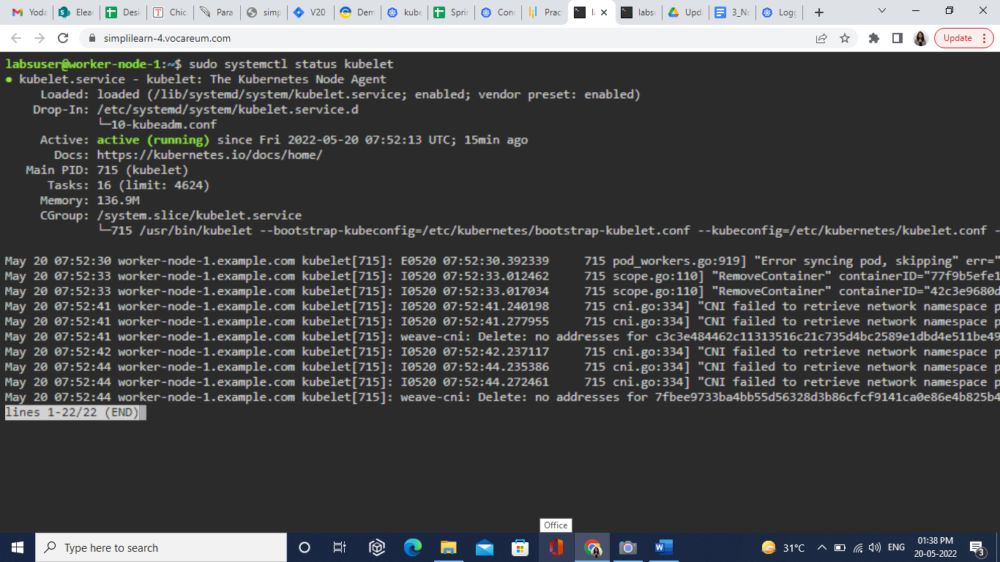 Yoda
Elear
Desi
Chic
Para
simp
V20
Dem
kube
Sprin
Conn
Prac
la
labsu
Upda
3_No
Logg
simplilearn-4.vocareum.com
Update
labsuser@worker-node-1:~$ sudo systemctl status kubelet
● kubelet.service - kubelet: The Kubernetes Node Agent
Loaded: loaded (/lib/systemd/system/kubelet.service; enabled; vendor preset: enabled)
Drop-In: /etc/systemd/system/kubelet.service.d
└─10-kubeadm.conf
Active: active (running) since Fri 2022-05-20 07:52:13 UTC; 15min ago
Docs: https://kubernetes.io/docs/home/
Main PID: 715 (kubelet)
Tasks: 16 (limit: 4624)
Memory: 136.9M
CGroup: /system.slice/kubelet.service
└─715 /usr/bin/kubelet --bootstrap-kubeconfig=/etc/kubernetes/bootstrap-kubelet.conf --kubeconfig=/etc/kubernetes/kubelet.conf -
May 20 07:52:30 worker-node-1.example.com kubelet[715]: E0520 07:52:30.392339 715 pod_workers.go:919] "Error syncing pod, skipping" err="
May 20 07:52:33 worker-node-1.example.com kubelet[715]: I0520 07:52:33.012462 715 scope.go:110] "RemoveContainer" containerID="77f9b5efe1
May 20 07:52:33 worker-node-1.example.com kubelet[715]: I0520 07:52:33.017034 715 scope.go:110] "RemoveContainer" containerID="42c3e9680d
May 20 07:52:41 worker-node-1.example.com kubelet[715]: I0520 07:52:41.240198 715 cni.go:334] "CNI failed to retrieve network namespace p
May 20 07:52:41 worker-node-1.example.com kubelet[715]: I0520 07:52:41.277955 715 cni.go:334] "CNI failed to retrieve network namespace p
May 20 07:52:41 worker-node-1.example.com kubelet[715]: weave-cni: Delete: no addresses for c3c3e484462c11313516c21c735d4bc2589e1dbd4e511be49
May 20 07:52:42 worker-node-1.example.com kubelet[715]: I0520 07:52:42.237117 715 cni.go:334] "CNI failed to retrieve network namespace p
May 20 07:52:44 worker-node-1.example.com kubelet[715]: I0520 07:52:44.235386 715 cni.go:334] "CNI failed to retrieve network namespace p
May 20 07:52:44 worker-node-1.example.com kubelet[715]: I0520 07:52:44.272461 715 cni.go:334] "CNI failed to retrieve network namespace p
May 20 07:52:44 worker-node-1.example.com kubelet[715]: weave-cni: Delete: no addresses for 7fbee9733ba4bb55d56328d3b86cfcf9141ca0e86e4b825b4
lines 1-22/22 (END)
Office
Type here to search
31°C
ENG
01:38 PM
20-05-2022
3